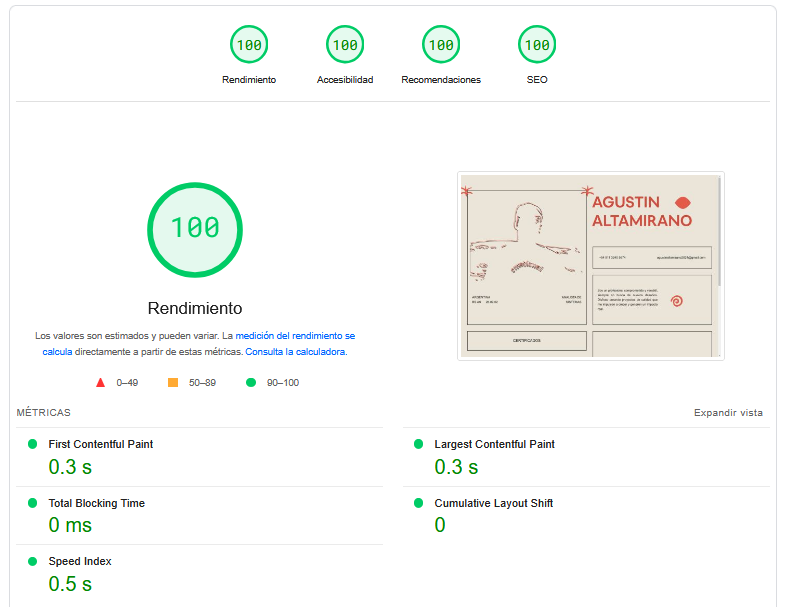 100
100
100
100
Rendimiento
Accesibilidad
Recomendaciones
SEO
100
Rendimiento
Los valores son estimados y pueden variar. La medición del rendimiento se
calcula directamente a partir de estas métricas. Consulta la calculadora.
0–49
50–89
90–100
AGUSTIN
ALTAMIRANO
ARGENTINA
CERTIFICADOS
MÉTRICAS
Expandir vista
First Contentful Paint
0.3 s
Largest Contentful Paint
0.3 s
Total Blocking Time
0 ms
Cumulative Layout Shift
0
Speed Index
0.5 s